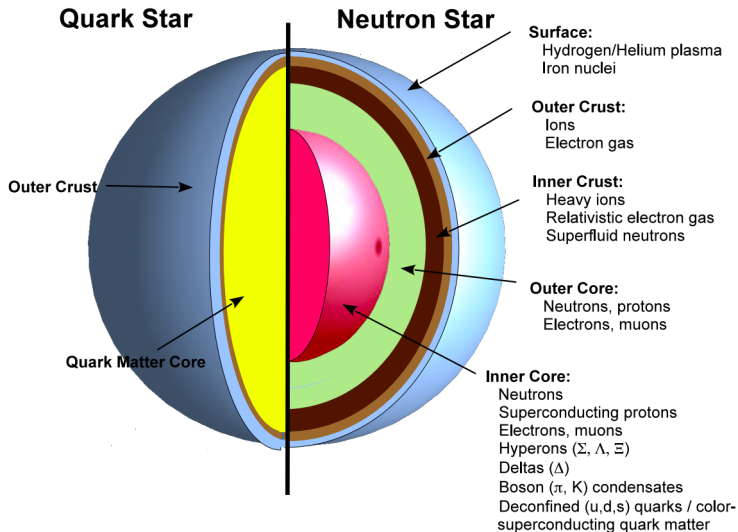 Quark Star
Neutron Star
Outer Crust
Quark Matter Core
Surface:
Hydrogen/Helium plasma
Iron nuclei
Outer Crust:
Ions
Electron gas
Inner Crust:
Heavy ions
Relativistic electron gas
Superfluid neutrons
Outer Core:
Neutrons, protons
Electrons, muons
Inner Core:
Neutrons
Superconducting protons
Electrons, muons
Hyperons (Σ, Λ, Ξ)
Deltas (Δ)
Boson (π, K) condensates
Deconfined (u,d,s) quarks / color-
superconducting quark matter